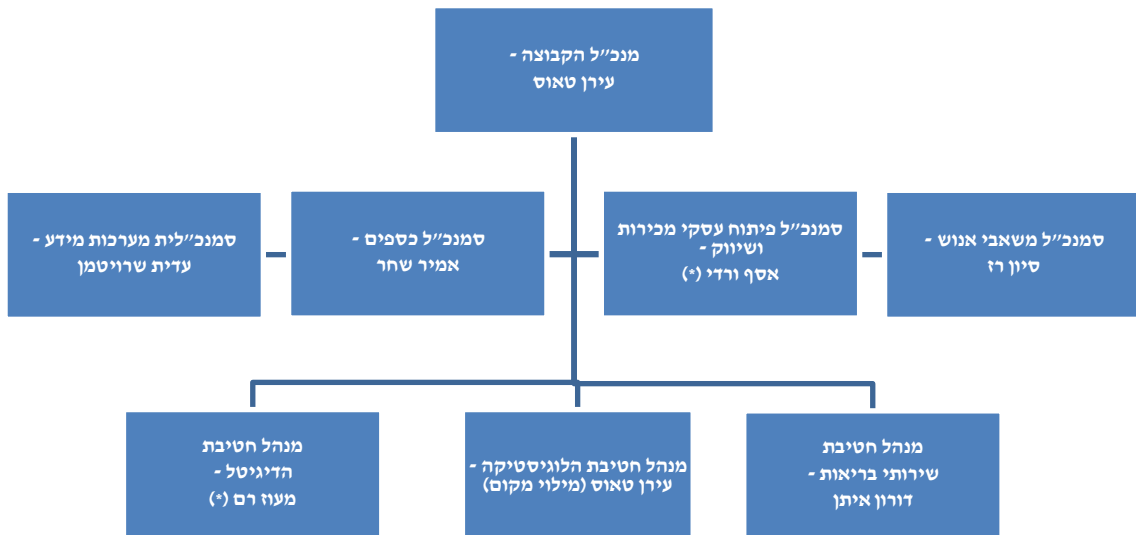 מנכ"ל הקבוצה -
עירן טאוס
סמנכ"ל משאבי אנוש -
סיון רז
סמנכ"ל פיתוח עסקי מכירות
ושיווק -
אסף ורדי (*)
סמנכ"ל כספים -
אמיר שחר
סמנכ"לית מערכות מידע -
עדית שרויטמן
מנהל חטיבת
שירותי בריאות -
דורון איתן
מנהל חטיבת הלוגיסטיקה -
עירן טאוס (מילוי מקום)
מנהל חטיבת
הדיגיטל -
מעוז רם (*)